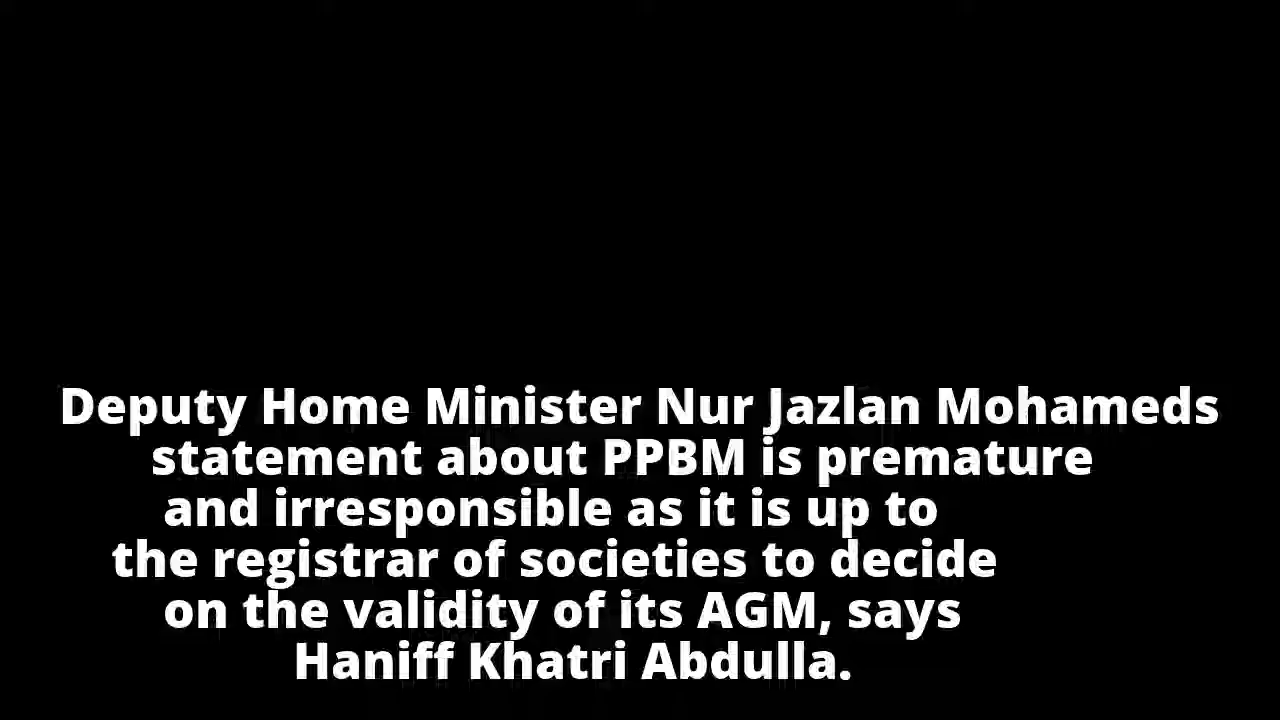 Deputy Home Minister Nur Jazlan Mohameds
statement about PPBM is premature
and irresponsible as it is up to
the registrar of societies to decide
on the validity of its AGM, says
Haniff Khatri Abdulla.